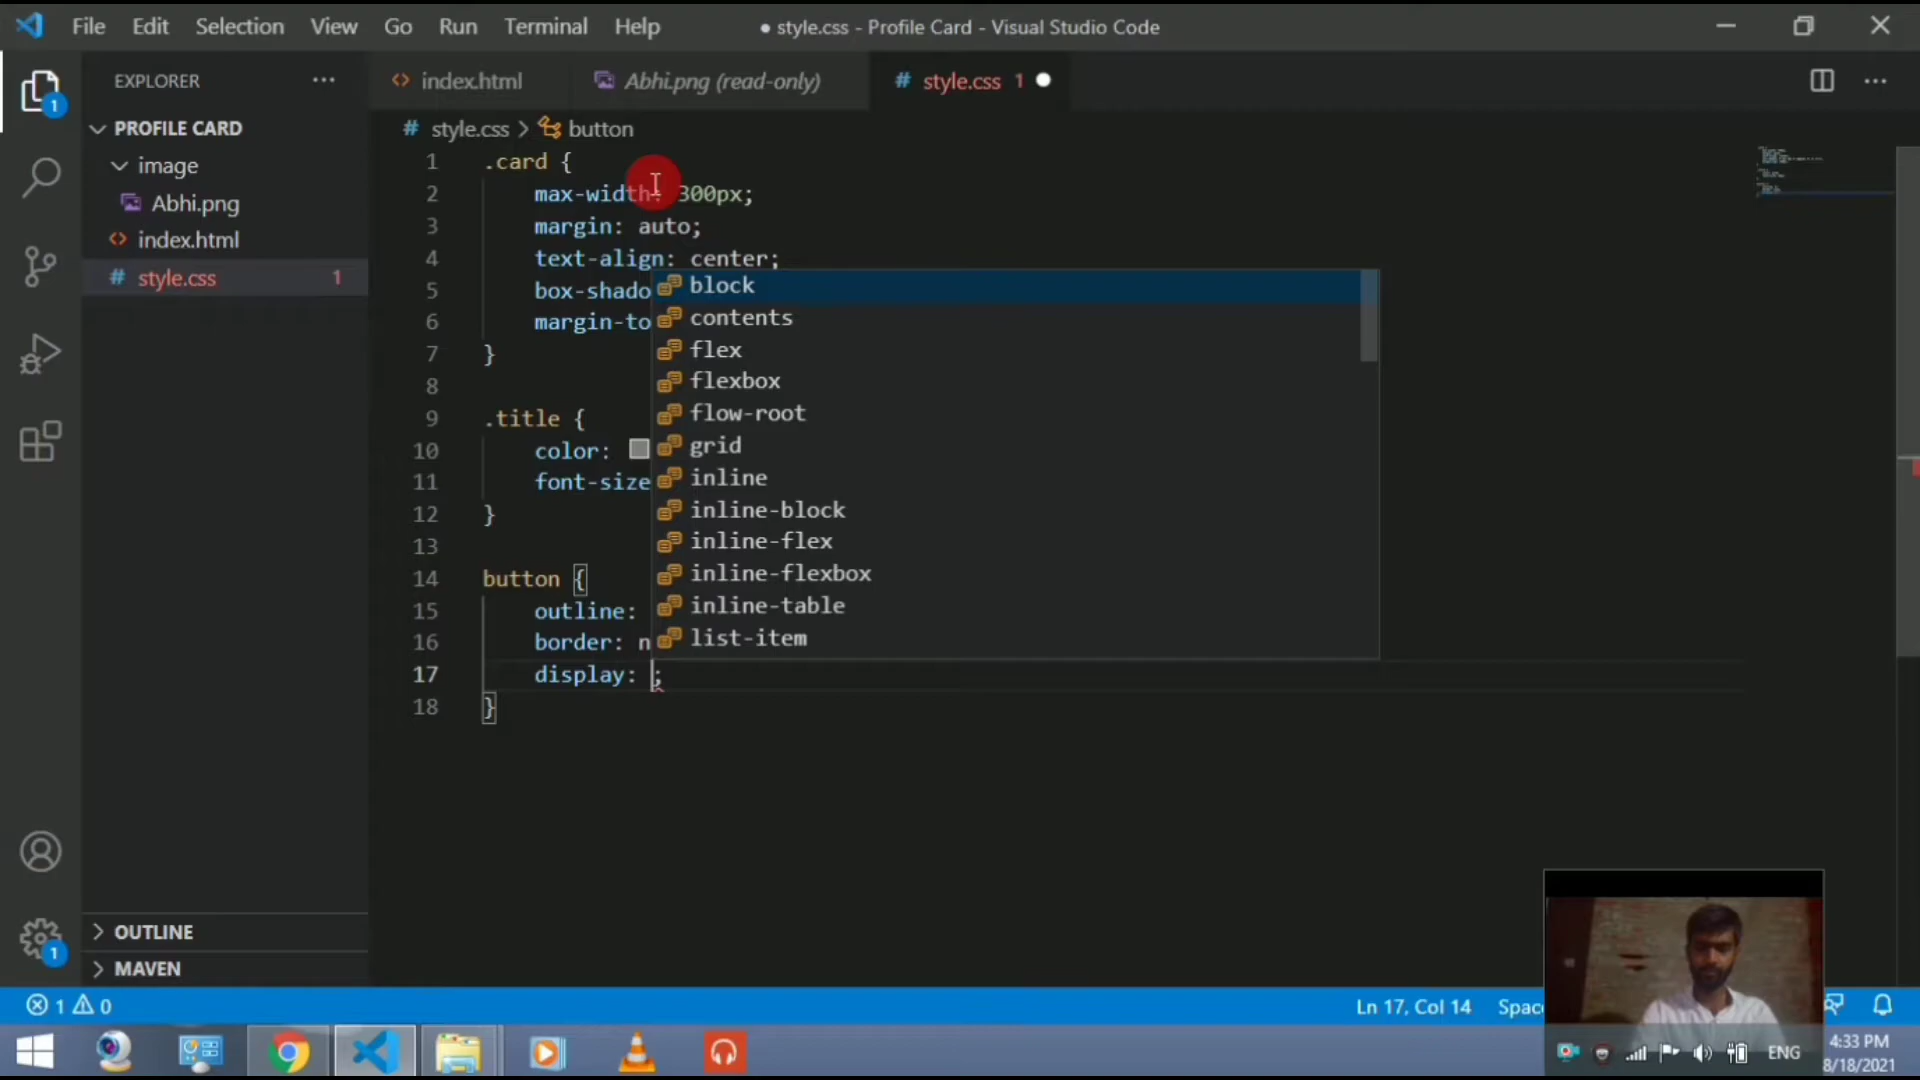 File Edit Selection View Go Run Terminal Help
● style.css - Profile Card - Visual Studio Code
EXPLORER ···
index.html
Abhi.png (read-only)
# style.css 1 ●
1
PROFILE CARD
image
Abhi.png
index.html
# style.css 1
# style.css > button
1 .card {
2 max-width: 300px;
3 margin: auto;
4 text-align: center;
5 box-shado
6 margin-to
7 }
8
9 .title {
10 color:
11 font-size
12 }
13
14 button {
15 outline:
16 border: n
17 display: ;
18 }
block
contents
flex
flexbox
flow-root
grid
inline
inline-block
inline-flex
inline-flexbox
inline-table
list-item
OUTLINE
1
MAVEN
1 0
Ln 17, Col 14 Space
ENG
4:33 PM
8/18/2021